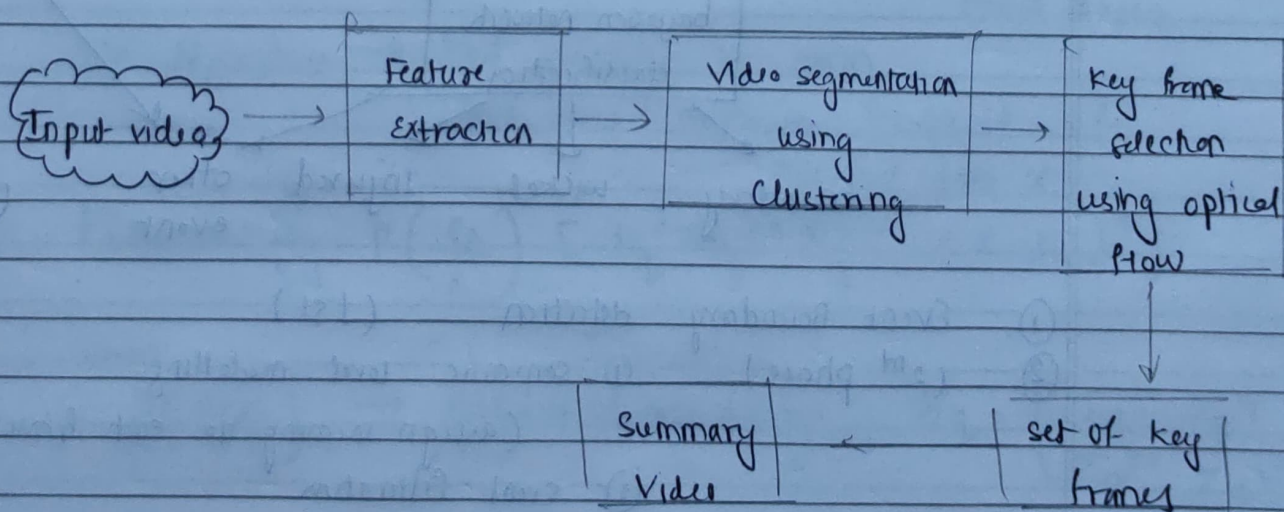 Input video
Feature
Extraction
Video segmentation
using
Clustering
Key frame
selection
using optical
flow
set of key
frames
Summary
Video